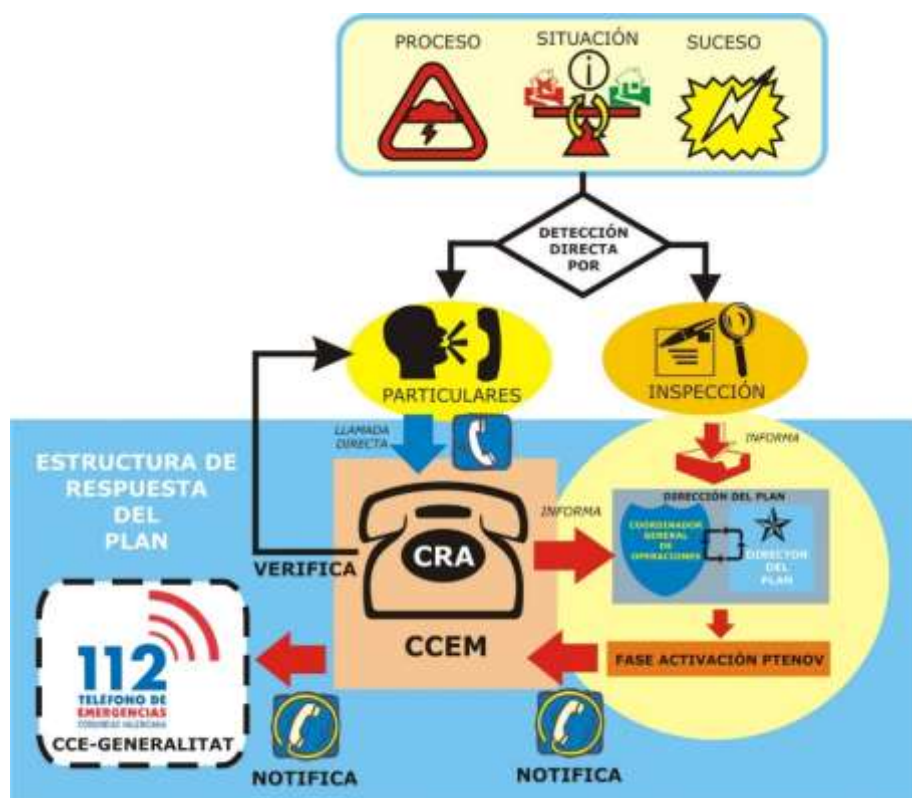 PROCESO
SITUACIÓN
SUCESO
i
DETECCIÓN
DIRECTA
POR
PARTICULARES
INSPECCIÓN
LLAMADA
DIRECTA
INFORMA
ESTRUCTURA DE
RESPUESTA
DEL
PLAN
DIRECCIÓN DEL PLAN
COORDINADOR
GENERAL
DE
OPERACIONES
DIRECTOR
DEL
PLAN
INFORMA
CRA
VERIFICA
CCEM
FASE ACTIVACIÓN PTENOV
112
TELÉFONO DE
EMERGENCIAS
COMUNITAT VALENCIANA
CCE-GENERALITAT
NOTIFICA
NOTIFICA